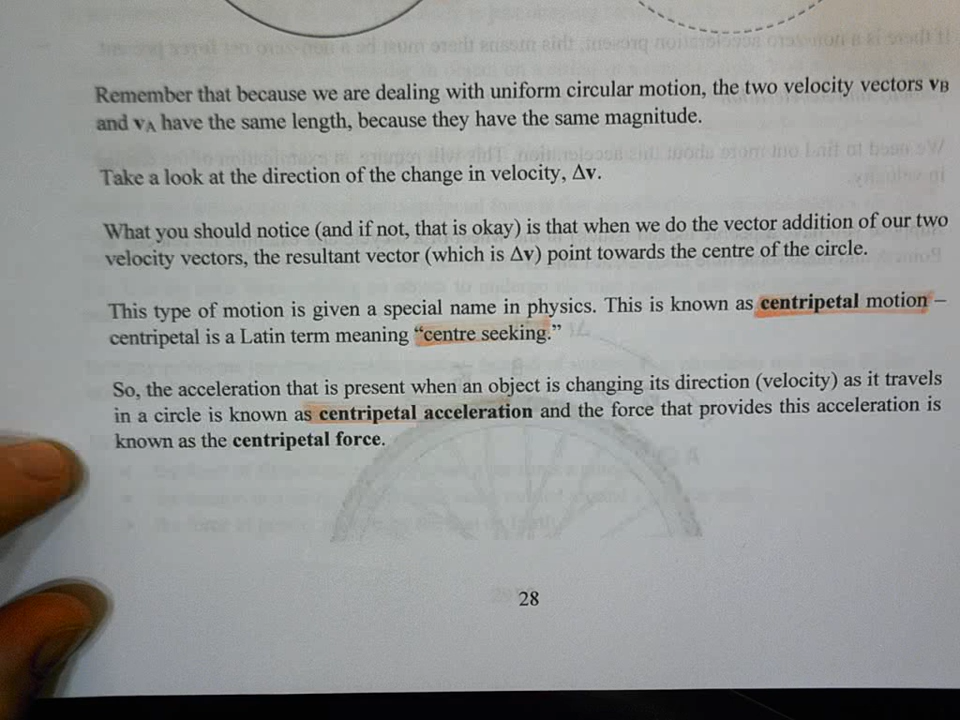 Remember that because we are dealing with uniform circular motion, the two velocity vectors vB
and vA have the same length, because they have the same magnitude.
Take a look at the direction of the change in velocity, Δv.
What you should notice (and if not, that is okay) is that when we do the vector addition of our two
velocity vectors, the resultant vector (which is Δv) point towards the centre of the circle.
This type of motion is given a special name in physics. This is known as centripetal motion –
centripetal is a Latin term meaning “centre seeking.”
So, the acceleration that is present when an object is changing its direction (velocity) as it travels
in a circle is known as centripetal acceleration and the force that provides this acceleration is
known as the centripetal force.
28